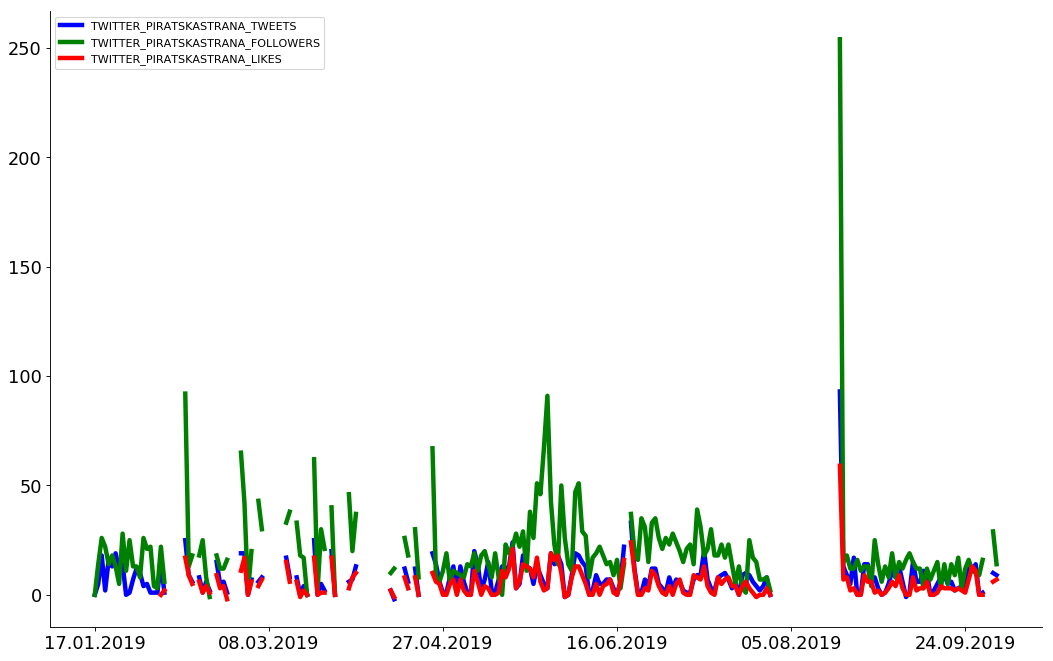 TWITTER_PIRATSKASTRANA_TWEETS
TWITTER_PIRATSKASTRANA_FOLLOWERS
TWITTER_PIRATSKASTRANA_LIKES
250
200
150
100
50
0
17.01.2019 08.03.2019 27.04.2019 16.06.2019 05.08.2019 24.09.2019